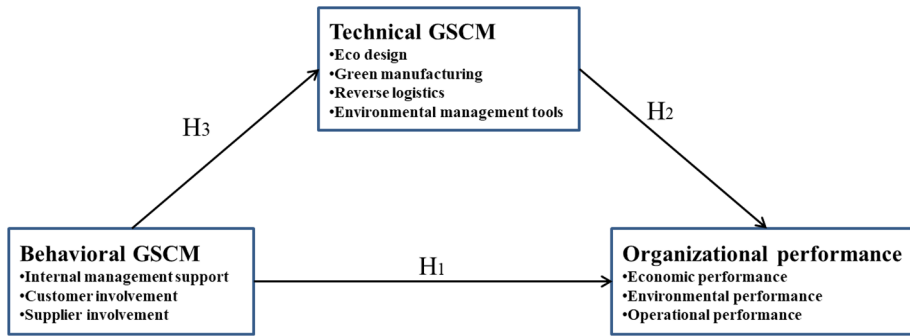 Technical GSCM
•Eco design
•Green manufacturing
•Reverse logistics
•Environmental management tools
H3
H2
Behavioral GSCM
•Internal management support
•Customer involvement
•Supplier involvement
H1
Organizational performance
•Economic performance
•Environmental performance
•Operational performance